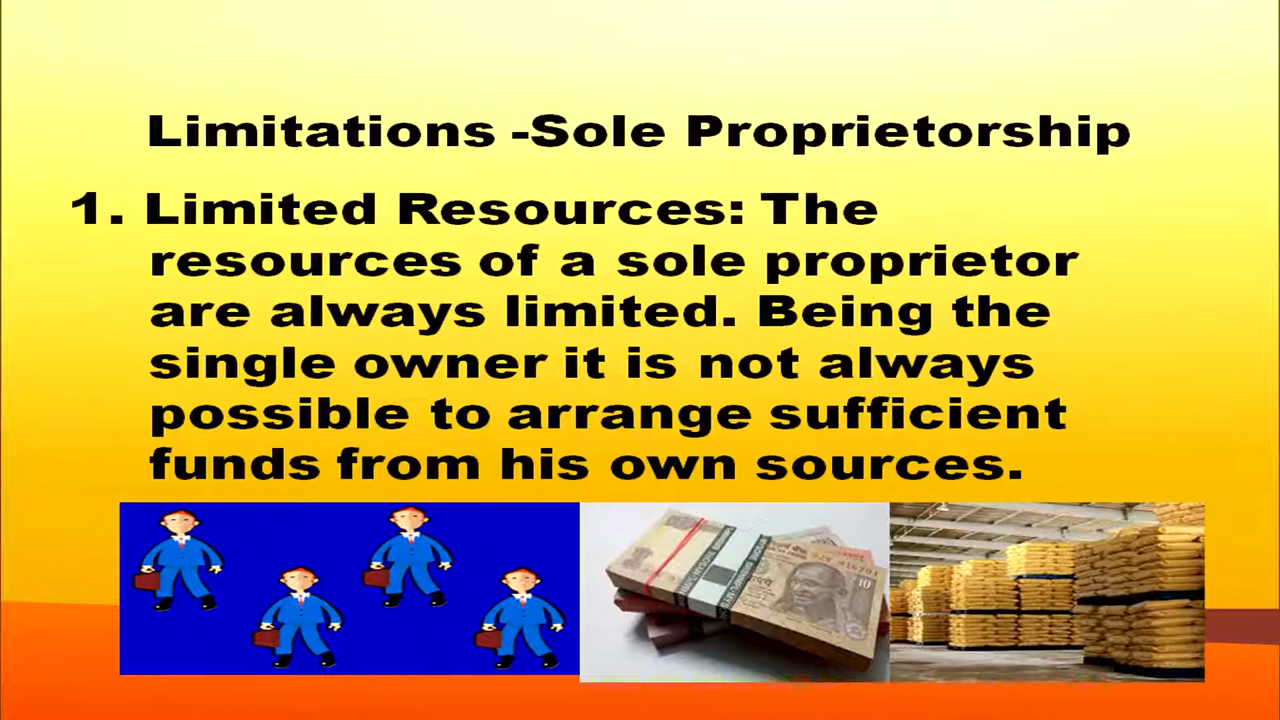 Limitations -Sole Proprietorship
1. Limited Resources: The
resources of a sole proprietor
are always limited. Being the
single owner it is not always
possible to arrange sufficient
funds from his own sources.
10